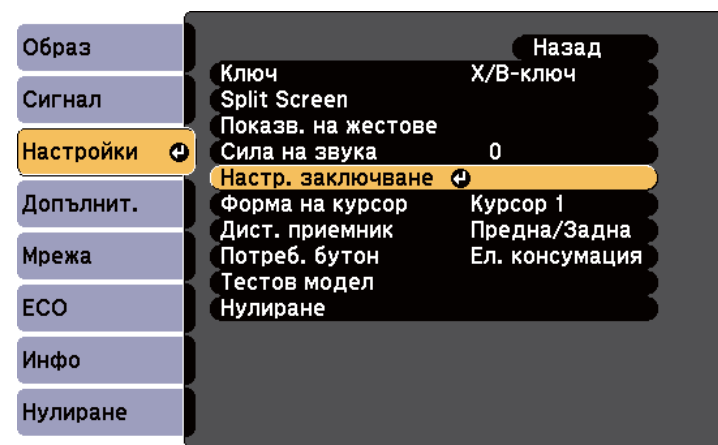 Образ
Сигнал
Настройки
Допълнит.
Мрежа
ECO
Инфо
Нулиране
Назад
Ключ Х/В-ключ
Split Screen
Показв. на жестове
Сила на звука 0
Настр. заключване
Форма на курсор Курсор 1
Дист. приемник Предна/Задна
Потреб. бутон Ел. консумация
Тестов модел
Нулиране